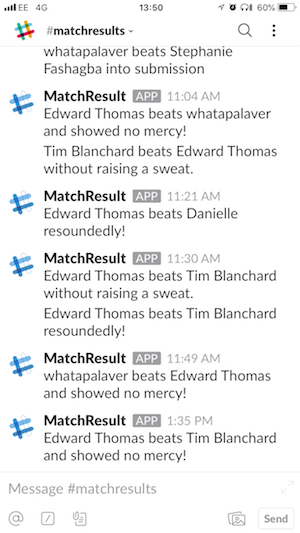 EE 4G 13:50 60%
#matchresults
whatapalaver beats Stephanie
Fashagba into submission
MatchResult APP 11:04 AM
Edward Thomas beats whatapalaver
and showed no mercy!
Tim Blanchard beats Edward Thomas
without raising a sweat.
MatchResult APP 11:21 AM
Edward Thomas beats Danielle
resoundedly!
MatchResult APP 11:30 AM
Edward Thomas beats Tim Blanchard
without raising a sweat.
Edward Thomas beats Tim Blanchard
resoundedly!
MatchResult APP 11:49 AM
whatapalaver beats Edward Thomas
and showed no mercy!
MatchResult APP 1:35 PM
Edward Thomas beats Tim Blanchard
and showed no mercy!
Message #matchresults
@ Send